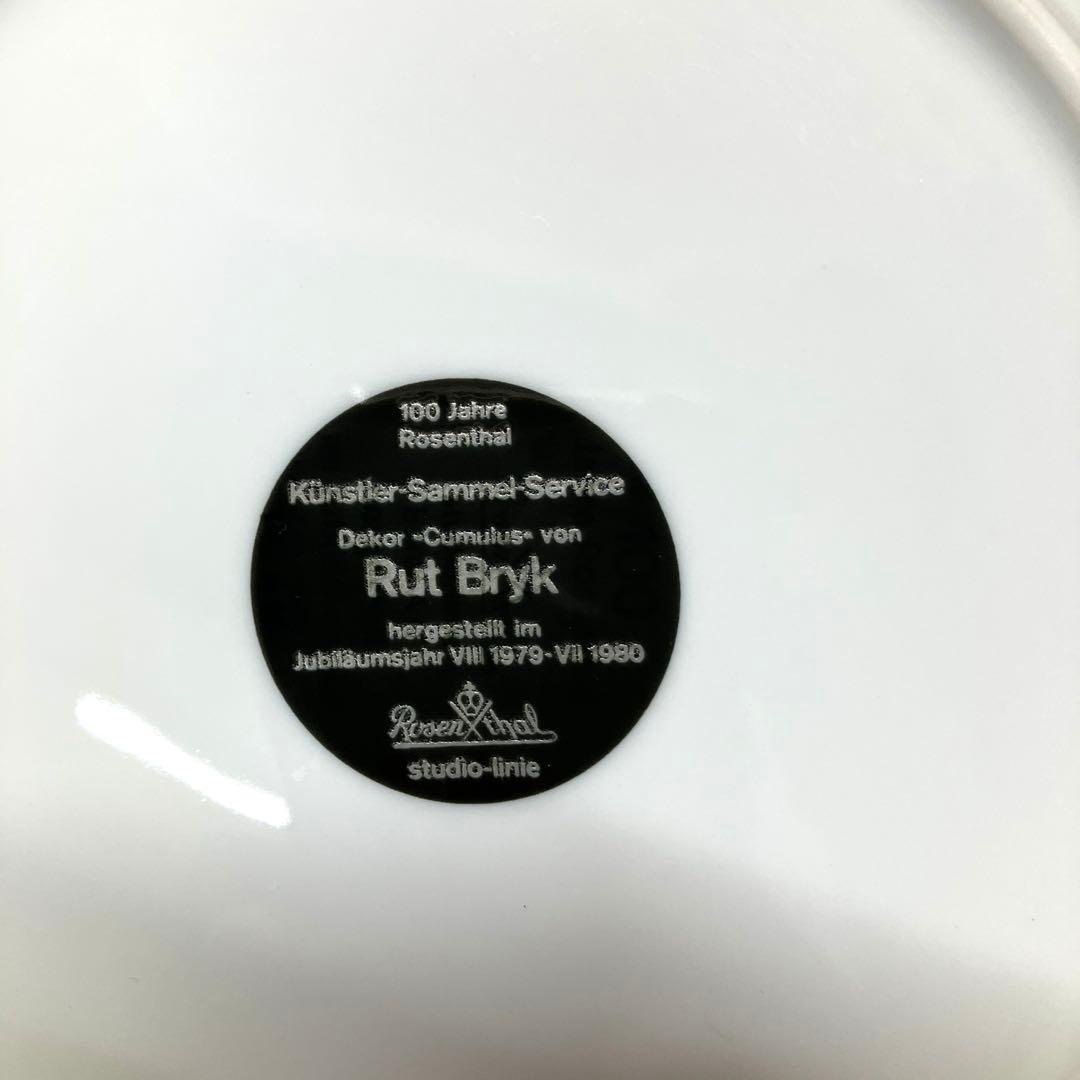 100 Jahre
Rosenthal
Künstler-Sammel-Service
Dekor »Cumulus« von
Rut Bryk
hergestellt im
Jubiläumsjahr VIII 1979-VII 1980
Rosenthal
studio-linie